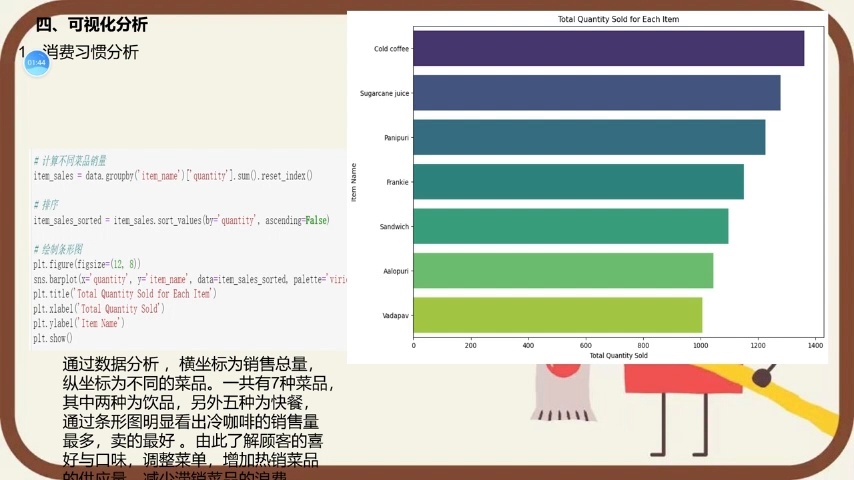 四、可视化分析
1、消费习惯分析
01:44
# 计算不同菜品销量
item_sales = data.groupby('item_name')['quantity'].sum().reset_index()
# 排序
item_sales_sorted = item_sales.sort_values(by='quantity', ascending=False)
# 绘制条形图
plt.figure(figsize=(12, 8))
sns.barplot(x='quantity', y='item_name', data=item_sales_sorted, palette='viri
plt.title('Total Quantity Sold for Each Item')
plt.xlabel('Total Quantity Sold')
plt.ylabel('Item Name')
plt.show()
通过数据分析，横坐标为销售总量，
纵坐标为不同的菜品。一共有7种菜品，
其中两种为饮品，另外五种为快餐，
通过条形图明显看出冷咖啡的销售量
最多，卖的最好 。由此了解顾客的喜
好与口味，调整菜单，增加热销菜品
的供应量，减少滞销菜品的浪费
Total Quantity Sold for Each Item
Item Name
Cold coffee
Sugarcane juice
Panipuri
Frankie
Sandwich
Aalopuri
Vadapav
0 200 400 600 800 1000 1200 1400
Total Quantity Sold